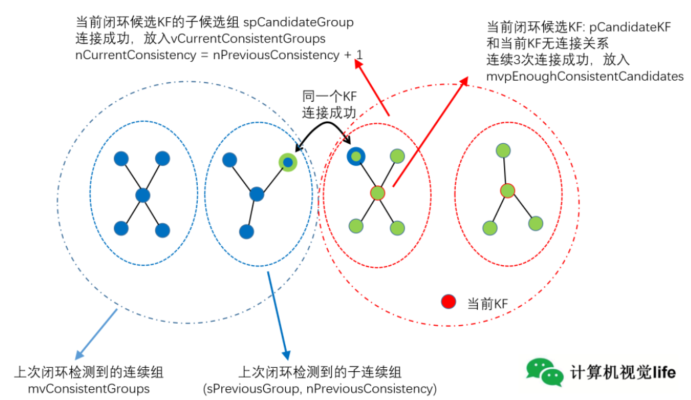 当前闭环候选KF的子候选组 spCandidateGroup
连接成功，放入vCurrentConsistentGroups
nCurrentConsistency = nPreviousConsistency + 1
当前闭环候选KF: pCandidateKF
和当前KF无连接关系
连续3次连接成功，放入
mvpEnoughConsistentCandidates
同一个KF
连接成功
当前KF
上次闭环检测到的连续组
mvConsistentGroups
上次闭环检测到的子连续组
(sPreviousGroup, nPreviousConsistency)
计算机视觉life